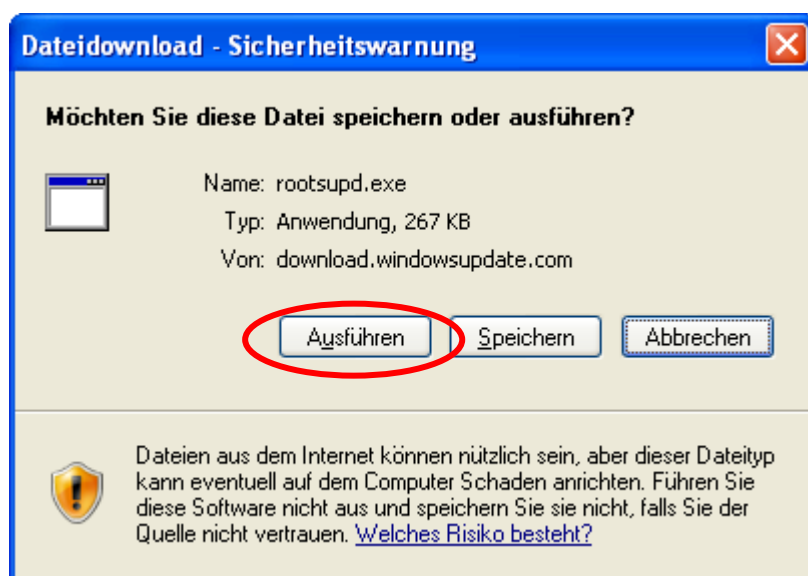 Dateidownload - Sicherheitswarnung
Möchten Sie diese Datei speichern oder ausführen?
Name: rootsupd.exe
Typ: Anwendung, 267 KB
Von: download.windowsupdate.com
Ausführen Speichern Abbrechen
Dateien aus dem Internet können nützlich sein, aber dieser Dateityp
kann eventuell auf dem Computer Schaden anrichten. Führen Sie
diese Software nicht aus und speichern Sie sie nicht, falls Sie der
Quelle nicht vertrauen. Welches Risiko besteht?